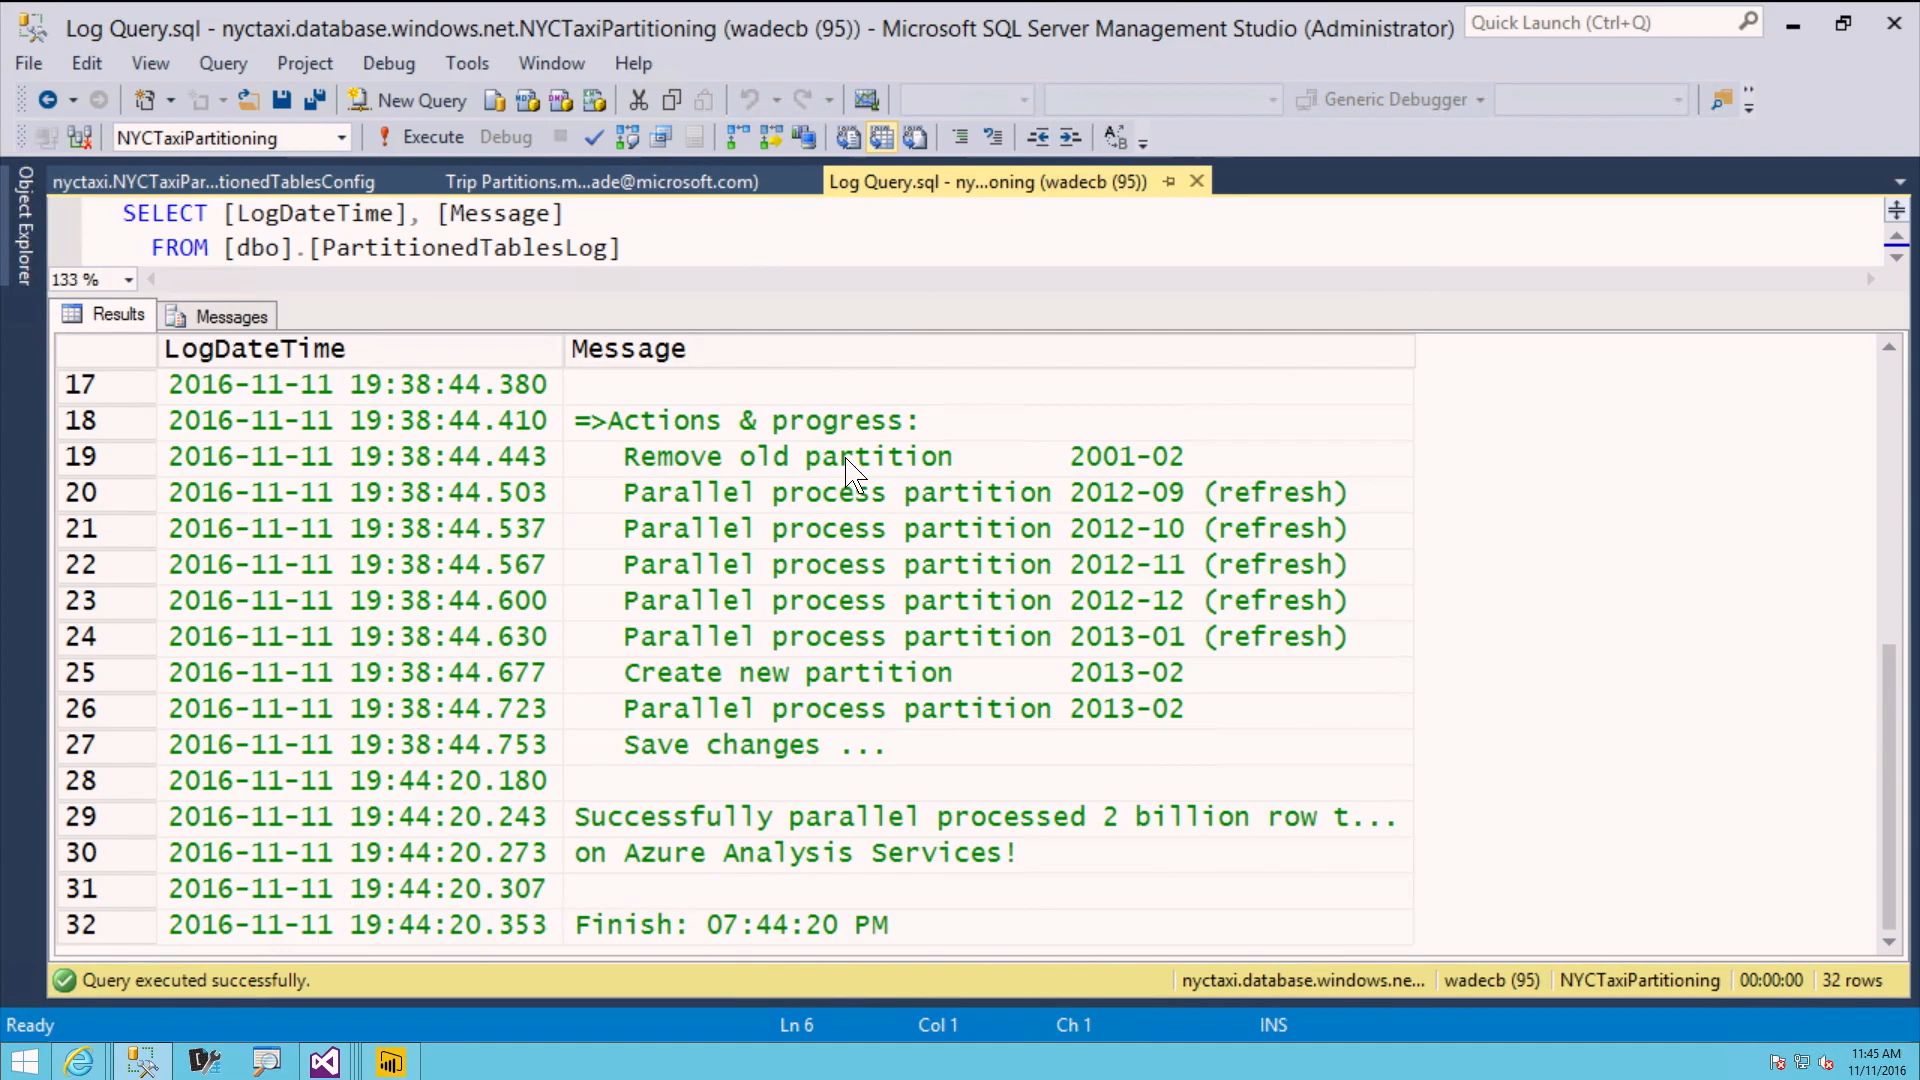 Log Query.sql - nyctaxi.database.windows.net.NYCTaxiPartitioning (wadecb (95)) - Microsoft SQL Server Management Studio (Administrator)
Quick Launch (Ctrl+Q)
File Edit View Query Project Debug Tools Window Help
New Query
Generic Debugger
NYCTaxiPartitioning
Execute Debug
Object Explorer
nyctaxi.NYCTaxiPar...tionedTablesConfig
Trip Partitions.m...ade@microsoft.com)
Log Query.sql - ny...oning (wadecb (95))
SELECT [LogDateTime], [Message]
FROM [dbo].[PartitionedTablesLog]
133 %
Results Messages
LogDateTime Message
17 2016-11-11 19:38:44.380
18 2016-11-11 19:38:44.410 =>Actions & progress:
19 2016-11-11 19:38:44.443 Remove old partition 2001-02
20 2016-11-11 19:38:44.503 Parallel process partition 2012-09 (refresh)
21 2016-11-11 19:38:44.537 Parallel process partition 2012-10 (refresh)
22 2016-11-11 19:38:44.567 Parallel process partition 2012-11 (refresh)
23 2016-11-11 19:38:44.600 Parallel process partition 2012-12 (refresh)
24 2016-11-11 19:38:44.630 Parallel process partition 2013-01 (refresh)
25 2016-11-11 19:38:44.677 Create new partition 2013-02
26 2016-11-11 19:38:44.723 Parallel process partition 2013-02
27 2016-11-11 19:38:44.753 Save changes ...
28 2016-11-11 19:44:20.180
29 2016-11-11 19:44:20.243 Successfully parallel processed 2 billion row t...
30 2016-11-11 19:44:20.273 on Azure Analysis Services!
31 2016-11-11 19:44:20.307
32 2016-11-11 19:44:20.353 Finish: 07:44:20 PM
Query executed successfully.
nyctaxi.database.windows.ne... wadecb (95) NYCTaxiPartitioning 00:00:00 32 rows
Ready Ln 6 Col 1 Ch 1 INS
11:45 AM
11/11/2016